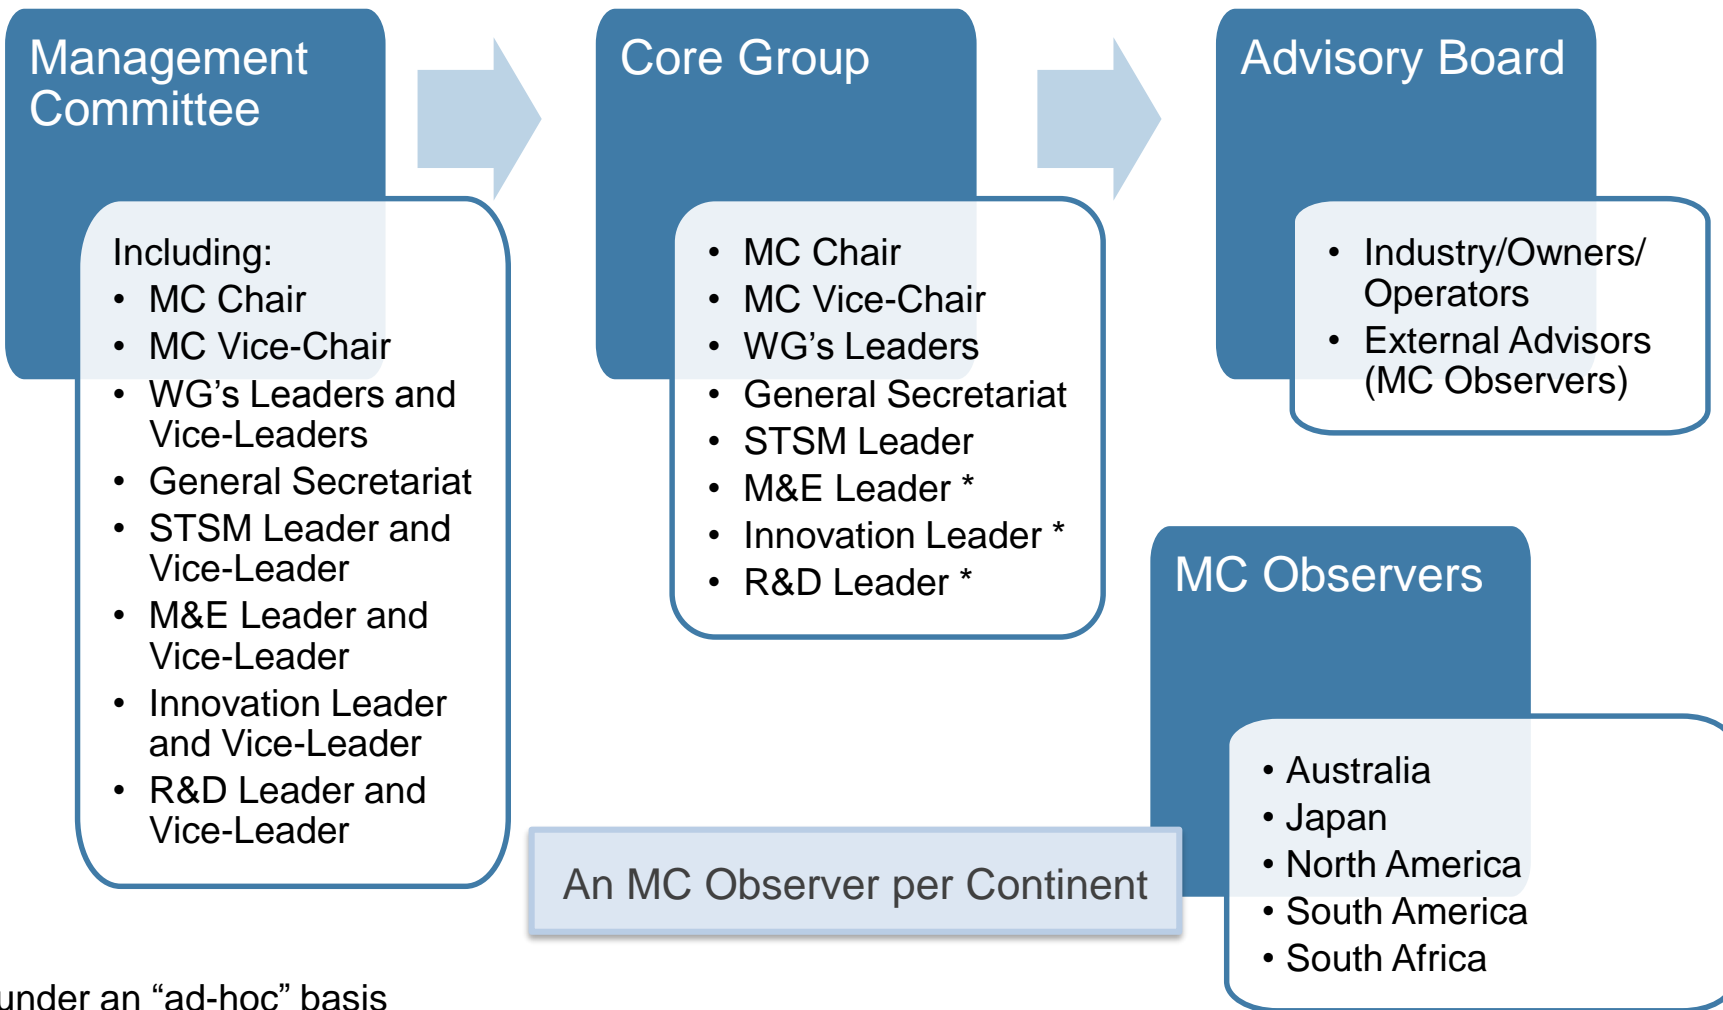 Management
Committee
Including:
• MC Chair
• MC Vice-Chair
• WG’s Leaders and
Vice-Leaders
• General Secretariat
• STSM Leader and
Vice-Leader
• M&E Leader and
Vice-Leader
• Innovation Leader
and Vice-Leader
• R&D Leader and
Vice-Leader
Core Group
• MC Chair
• MC Vice-Chair
• WG’s Leaders
• General Secretariat
• STSM Leader
• M&E Leader *
• Innovation Leader *
• R&D Leader *
Advisory Board
• Industry/Owners/
Operators
• External Advisors
(MC Observers)
MC Observers
• Australia
• Japan
• North America
• South America
• South Africa
An MC Observer per Continent
under an “ad-hoc” basis